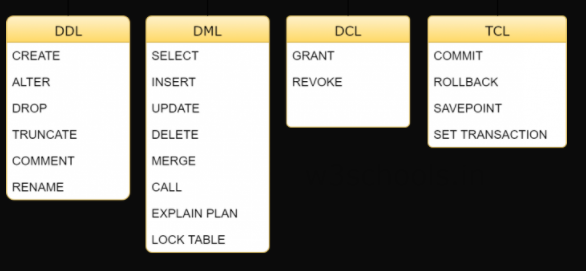 DDL
CREATE
ALTER
DROP
TRUNCATE
COMMENT
RENAME
DML
SELECT
INSERT
UPDATE
DELETE
MERGE
CALL
EXPLAIN PLAN
LOCK TABLE
DCL
GRANT
REVOKE
TCL
COMMIT
ROLLBACK
SAVEPOINT
SET TRANSACTION